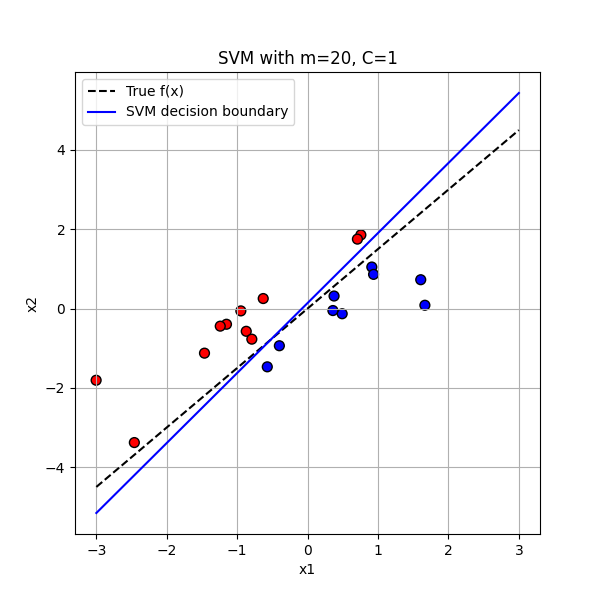 SVM with m=20, C=1
True f(x)
SVM decision boundary
4
2
0
−2
−4
x2
−3 −2 −1 0 1 2 3
x1